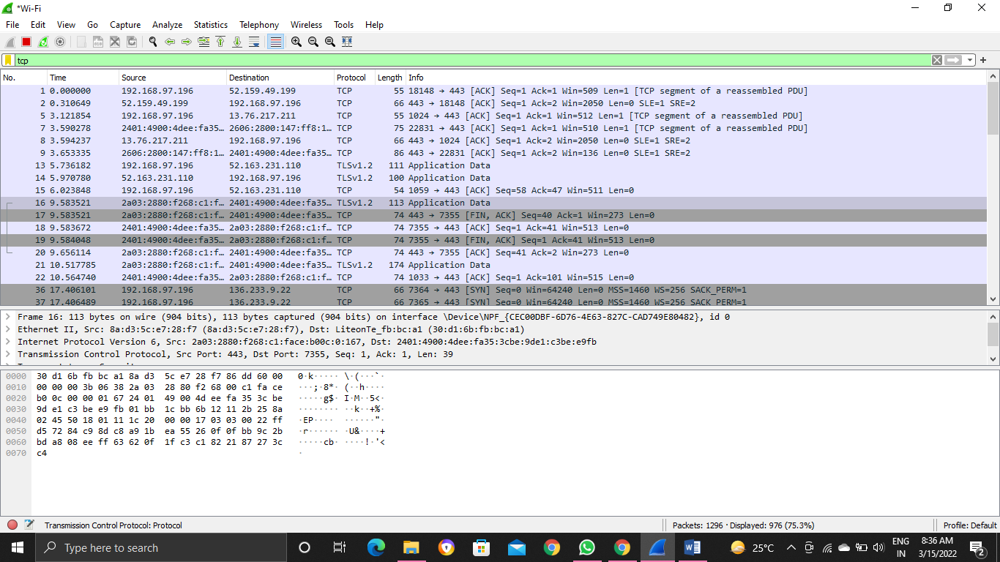 *Wi-Fi
File Edit View Go Capture Analyze Statistics Telephony Wireless Tools Help
tcp
No. Time Source Destination Protocol Length Info
1 0.000000 192.168.97.196 52.159.49.199 TCP 55 18148 → 443 [ACK] Seq=1 Ack=1 Win=509 Len=1 [TCP segment of a reassembled PDU]
2 0.310649 52.159.49.199 192.168.97.196 TCP 66 443 → 18148 [ACK] Seq=1 Ack=2 Win=2050 Len=0 SLE=1 SRE=2
5 3.121854 192.168.97.196 13.76.217.211 TCP 55 1024 → 443 [ACK] Seq=1 Ack=1 Win=512 Len=1 [TCP segment of a reassembled PDU]
7 3.590278 2401:4900:4dee:fa35… 2606:2800:147:ff8:1… TCP 75 22831 → 443 [ACK] Seq=1 Ack=1 Win=510 Len=1 [TCP segment of a reassembled PDU]
8 3.594237 13.76.217.211 192.168.97.196 TCP 66 443 → 1024 [ACK] Seq=1 Ack=2 Win=2050 Len=0 SLE=1 SRE=2
9 3.653335 2606:2800:147:ff8:1… 2401:4900:4dee:fa35… TCP 86 443 → 22831 [ACK] Seq=1 Ack=2 Win=136 Len=0 SLE=1 SRE=2
13 5.736182 192.168.97.196 52.163.231.110 TLSv1.2 111 Application Data
14 5.970780 52.163.231.110 192.168.97.196 TLSv1.2 100 Application Data
15 6.023848 192.168.97.196 52.163.231.110 TCP 54 1059 → 443 [ACK] Seq=58 Ack=47 Win=511 Len=0
16 9.583521 2a03:2880:f268:c1:f… 2401:4900:4dee:fa35… TLSv1.2 113 Application Data
17 9.583521 2a03:2880:f268:c1:f… 2401:4900:4dee:fa35… TCP 74 443 → 7355 [FIN, ACK] Seq=40 Ack=1 Win=273 Len=0
18 9.583672 2401:4900:4dee:fa35… 2a03:2880:f268:c1:f… TCP 74 7355 → 443 [ACK] Seq=1 Ack=41 Win=513 Len=0
19 9.584048 2401:4900:4dee:fa35… 2a03:2880:f268:c1:f… TCP 74 7355 → 443 [FIN, ACK] Seq=1 Ack=41 Win=513 Len=0
20 9.656114 2a03:2880:f268:c1:f… 2401:4900:4dee:fa35… TCP 74 443 → 7355 [ACK] Seq=41 Ack=2 Win=273 Len=0
21 10.517785 2a03:2880:f268:c1:f… 2401:4900:4dee:fa35… TLSv1.2 174 Application Data
22 10.564740 2401:4900:4dee:fa35… 2a03:2880:f268:c1:f… TCP 74 1033 → 443 [ACK] Seq=1 Ack=101 Win=515 Len=0
36 17.406101 192.168.97.196 136.233.9.22 TCP 66 7364 → 443 [SYN] Seq=0 Win=64240 Len=0 MSS=1460 WS=256 SACK_PERM=1
37 17.406489 192.168.97.196 136.233.9.22 TCP 66 7365 → 443 [SYN] Seq=0 Win=64240 Len=0 MSS=1460 WS=256 SACK_PERM=1
Frame 16: 113 bytes on wire (904 bits), 113 bytes captured (904 bits) on interface \Device\NPF_{CEC00DBF-6D76-4E63-827C-CAD749E80482}, id 0
Ethernet II, Src: 8a:d3:5c:e7:28:f7 (8a:d3:5c:e7:28:f7), Dst: LiteonTe_fb:bc:a1 (30:d1:6b:fb:bc:a1)
Internet Protocol Version 6, Src: 2a03:2880:f268:c1:face:b00c:0:167, Dst: 2401:4900:4dee:fa35:3cbe:9de1:c3be:e9fb
Transmission Control Protocol, Src Port: 443, Dst Port: 7355, Seq: 1, Ack: 1, Len: 39
0000 30 d1 6b fb bc a1 8a d3 5c e7 28 f7 86 dd 60 00 0·k····· \·(···`·
0010 00 00 00 3b 06 38 2a 03 28 80 f2 68 00 c1 fa ce ···;·8*· (··h····
0020 b0 0c 00 00 01 67 24 01 49 00 4d ee fa 35 3c be ·····g$· I·M··5<·
0030 9d e1 c3 be e9 fb 01 bb 1c bb 6b 12 11 2b 25 8a ········ ··k··+%·
0040 02 45 50 18 01 11 1c 20 00 00 17 03 03 00 22 ff ·EP···· ······"·
0050 d5 72 84 c9 8d c8 a9 1b ea 55 26 0f 0f bb 9c 2b ·r······ ·U&····+
0060 bd a8 08 ee ff 63 62 0f 1f c3 c1 82 21 87 27 3c ·····cb· ····!·'<
0070 c4 ·
Transmission Control Protocol: Protocol Packets: 1296 · Displayed: 976 (75.3%) Profile: Default
Type here to search 25°C ENG 8:36 AM
IN 3/15/2022 2